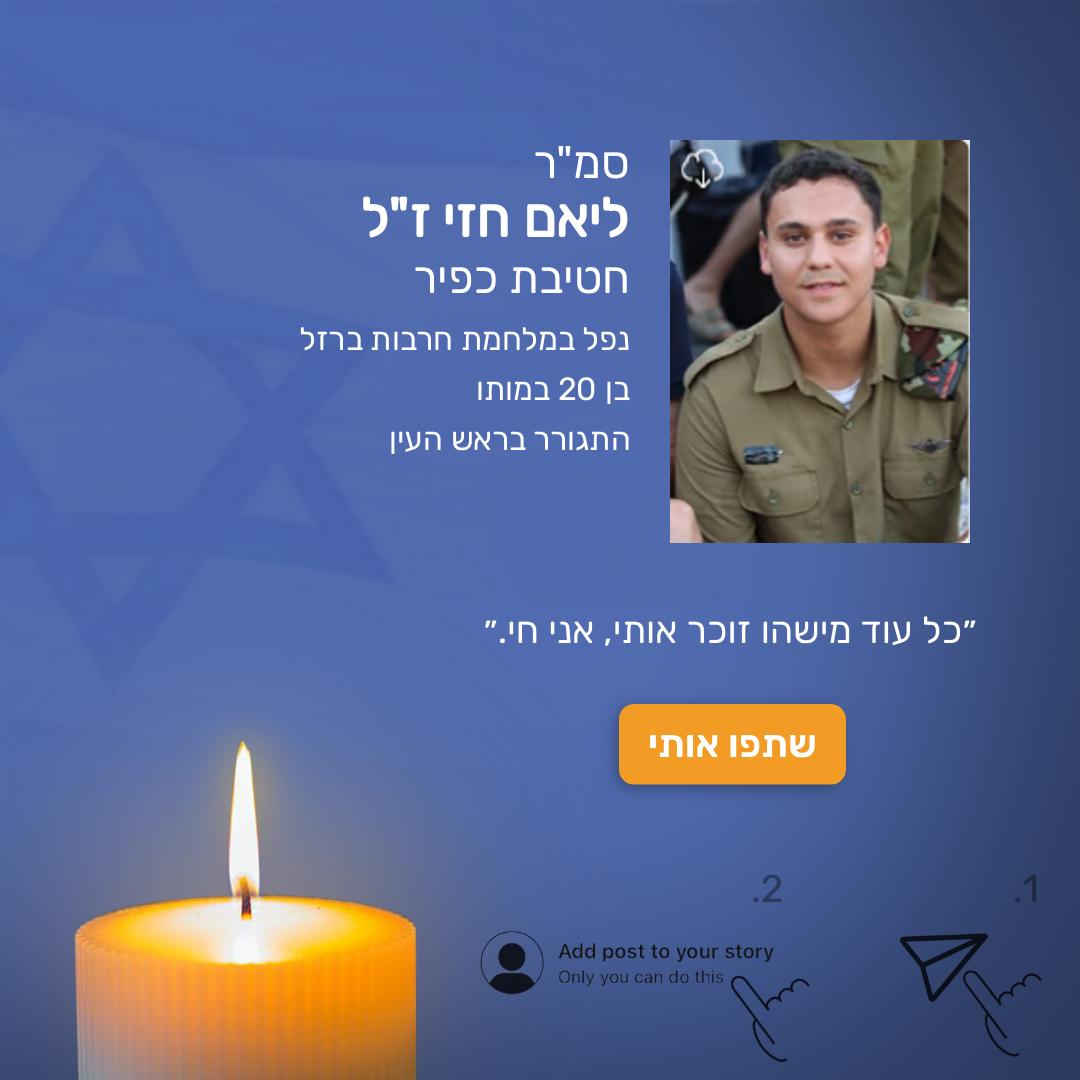 סמ"ר
ליאם חזי ז"ל
חטיבת כפיר
נפל במלחמת חרבות ברזל
בן 20 במותו
התגורר בראש העין
״כל עוד מישהו זוכר אותי, אני חי.״
שתפו אותי
1.
2.
Add post to your story
Only you can do this